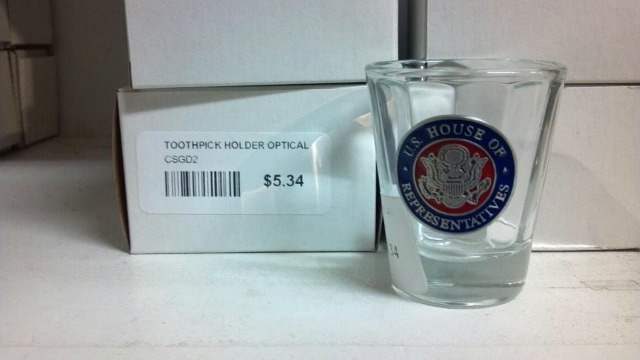 TOOTHPICK HOLDER OPTICAL
CSGD2
$5.34
U.S. HOUSE OF
REPRESENTATIVES